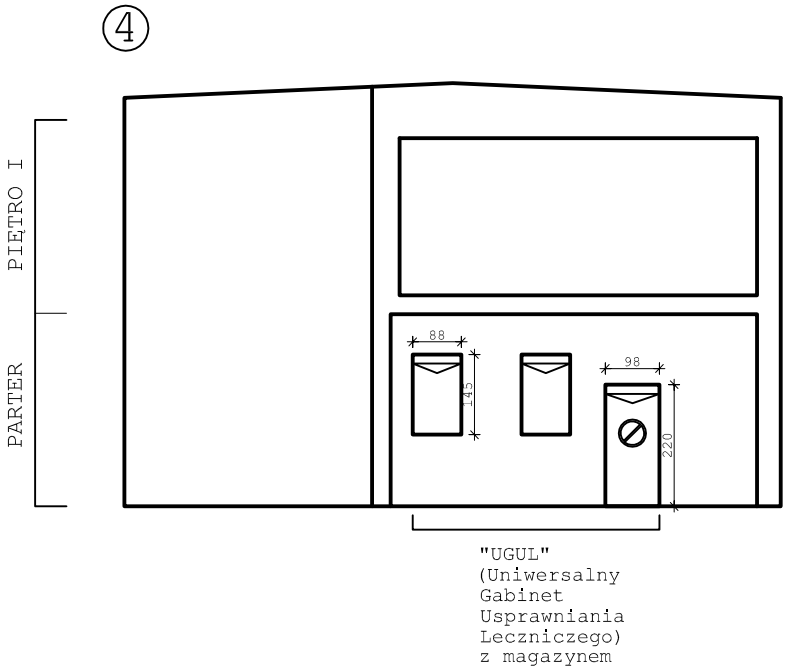 4
PIĘTRO I
PARTER
88
145
98
220
"UGUL"
(Uniwersalny
Gabinet
Usprawniania
Leczniczego)
z magazynem